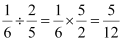 1/6 ÷ 2/5 = 1/6 × 5/2 = 5/12